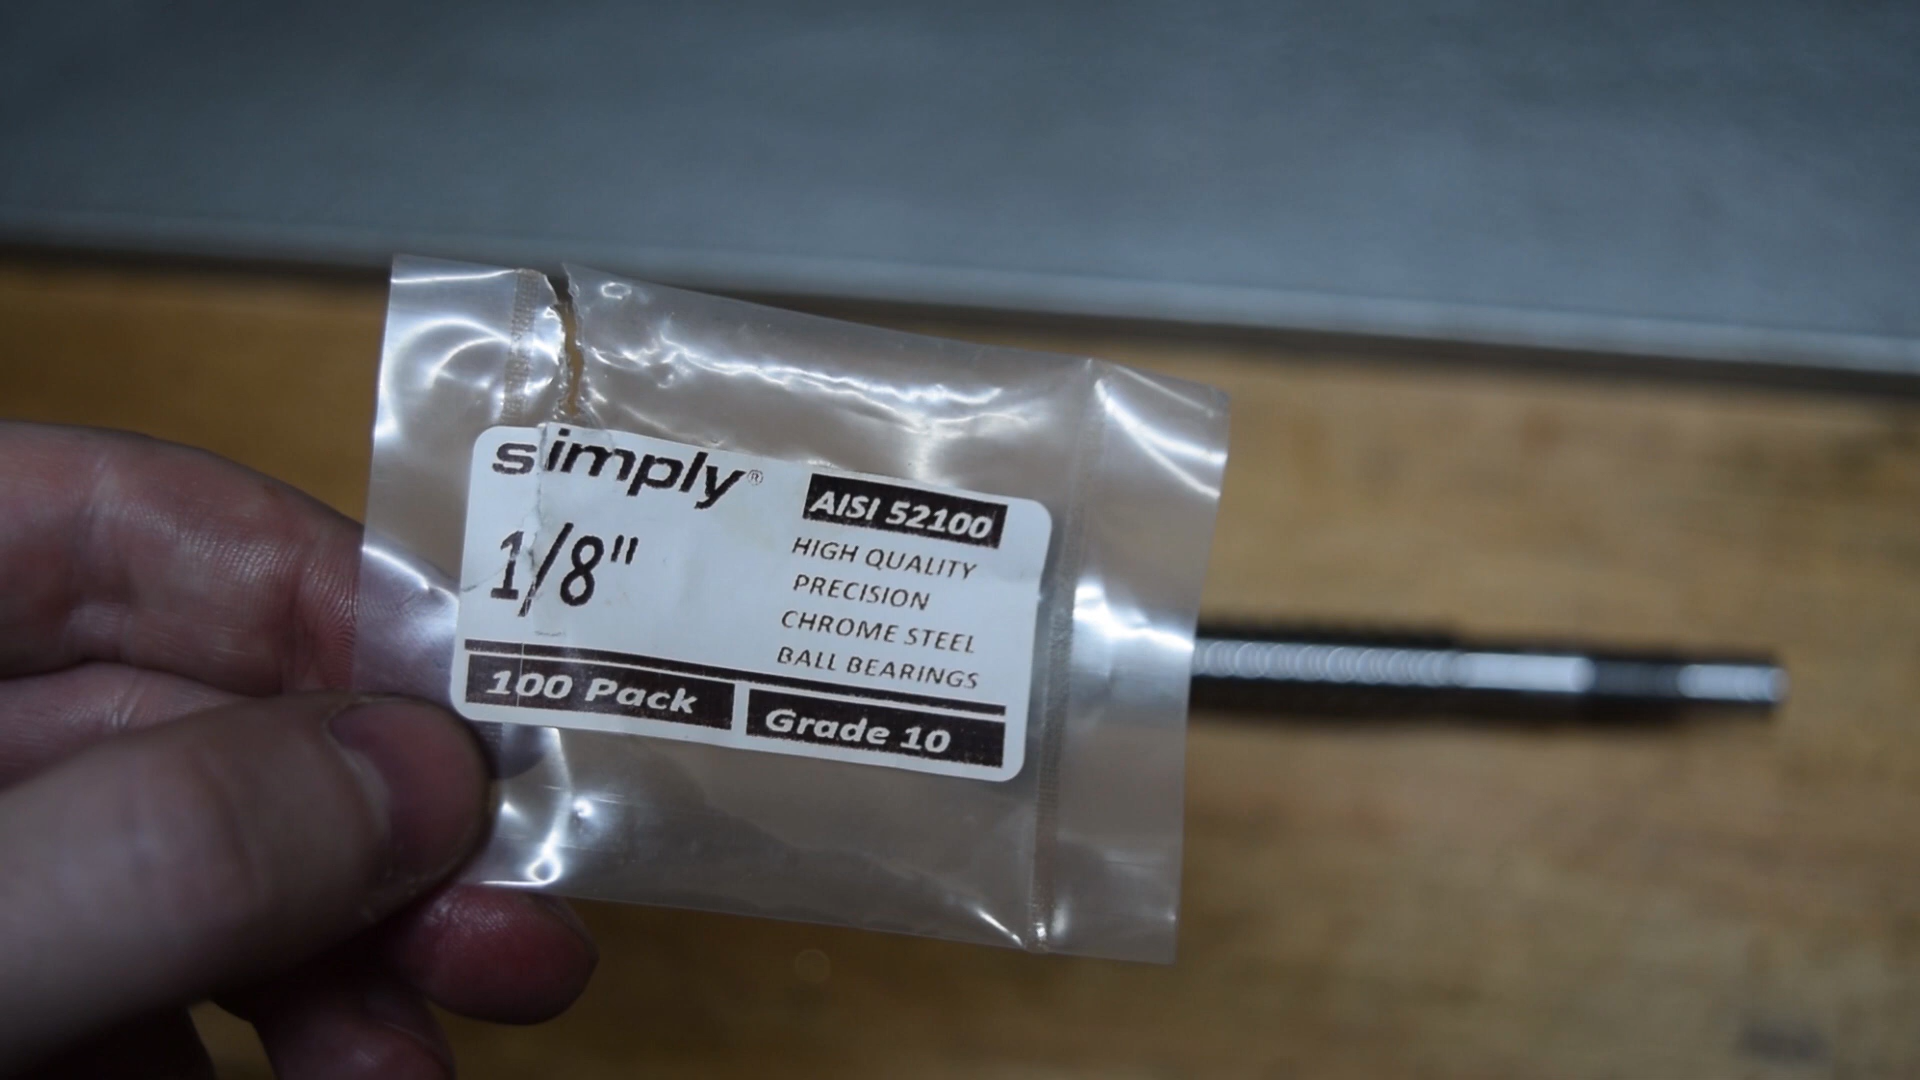 simply®
1/8"
AISI 52100
HIGH QUALITY
PRECISION
CHROME STEEL
BALL BEARINGS
100 Pack
Grade 10